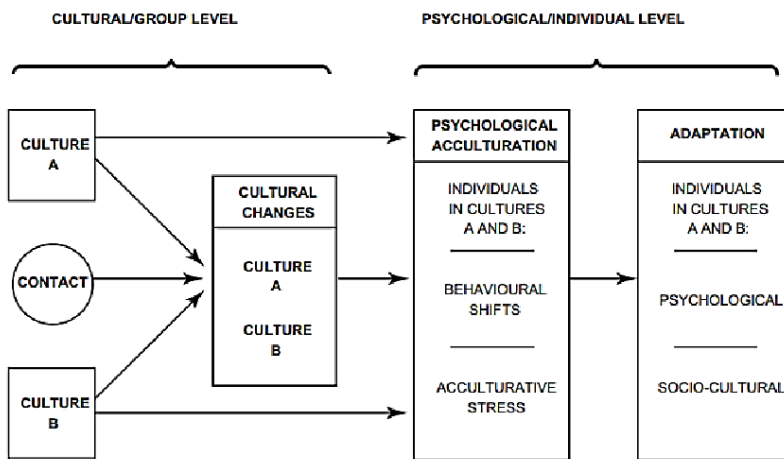 CULTURAL/GROUP LEVEL
PSYCHOLOGICAL/INDIVIDUAL LEVEL
CULTURE
A
CONTACT
CULTURE
B
CULTURAL
CHANGES
CULTURE
A
CULTURE
B
PSYCHOLOGICAL
ACCULTURATION
INDIVIDUALS
IN CULTURES
A AND B:
BEHAVIOURAL
SHIFTS
ACCULTURATIVE
STRESS
ADAPTATION
INDIVIDUALS
IN CULTURES
A AND B:
PSYCHOLOGICAL
SOCIO-CULTURAL